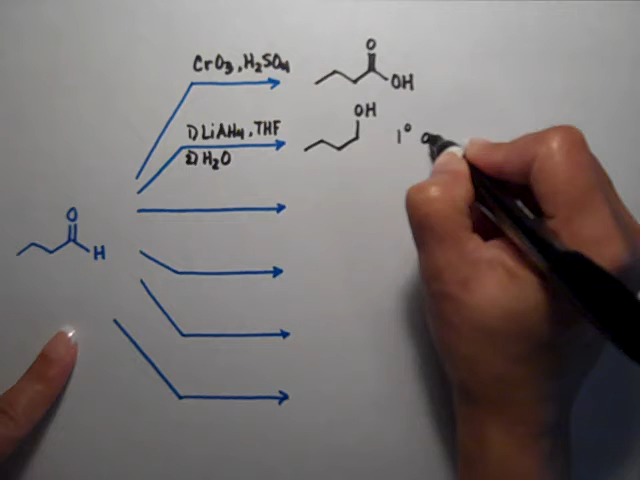 CrO3, H2SO4
O
OH
1) LiAlH4, THF
2) H2O
OH
1°
O
H